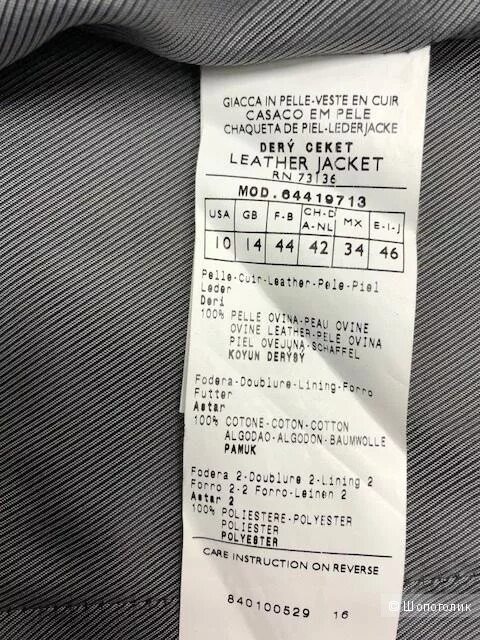 GIACCA IN PELLE-VESTE EN CUIR
CASACO EM PELE
CHAQUETA DE PIEL-LEDERJACKE
DERÝ CEKET
LEATHER JACKET
RN 73136
MOD.64419713
USA GB F-B CH-D A-NL MX E-I-J
10 14 44 42 34 46
Pelle-Cuir-Leather-Pele-Piel
Leder
Deri
100% PELLE OVINA-PEAU OVINE
OVINE LEATHER-PELE OVINA
PIEL OVEJUNA-SCHAFFEL
KOYUN DERÝSÝ
Fodera-Doublure-Lining-Forro
Futter
Astar
100% COTONE-COTON-COTTON
ALGODAO-ALGODON-BAUMWOLLE
PAMUK
Fodera 2-Doublure 2-Lining 2
Forro 2-2 Forro-Leinen 2
Astar 2
100% POLIESTERE-POLYESTER
POLIESTER
POLYESTER
CARE INSTRUCTION ON REVERSE
840100529 16
© Шопоголик